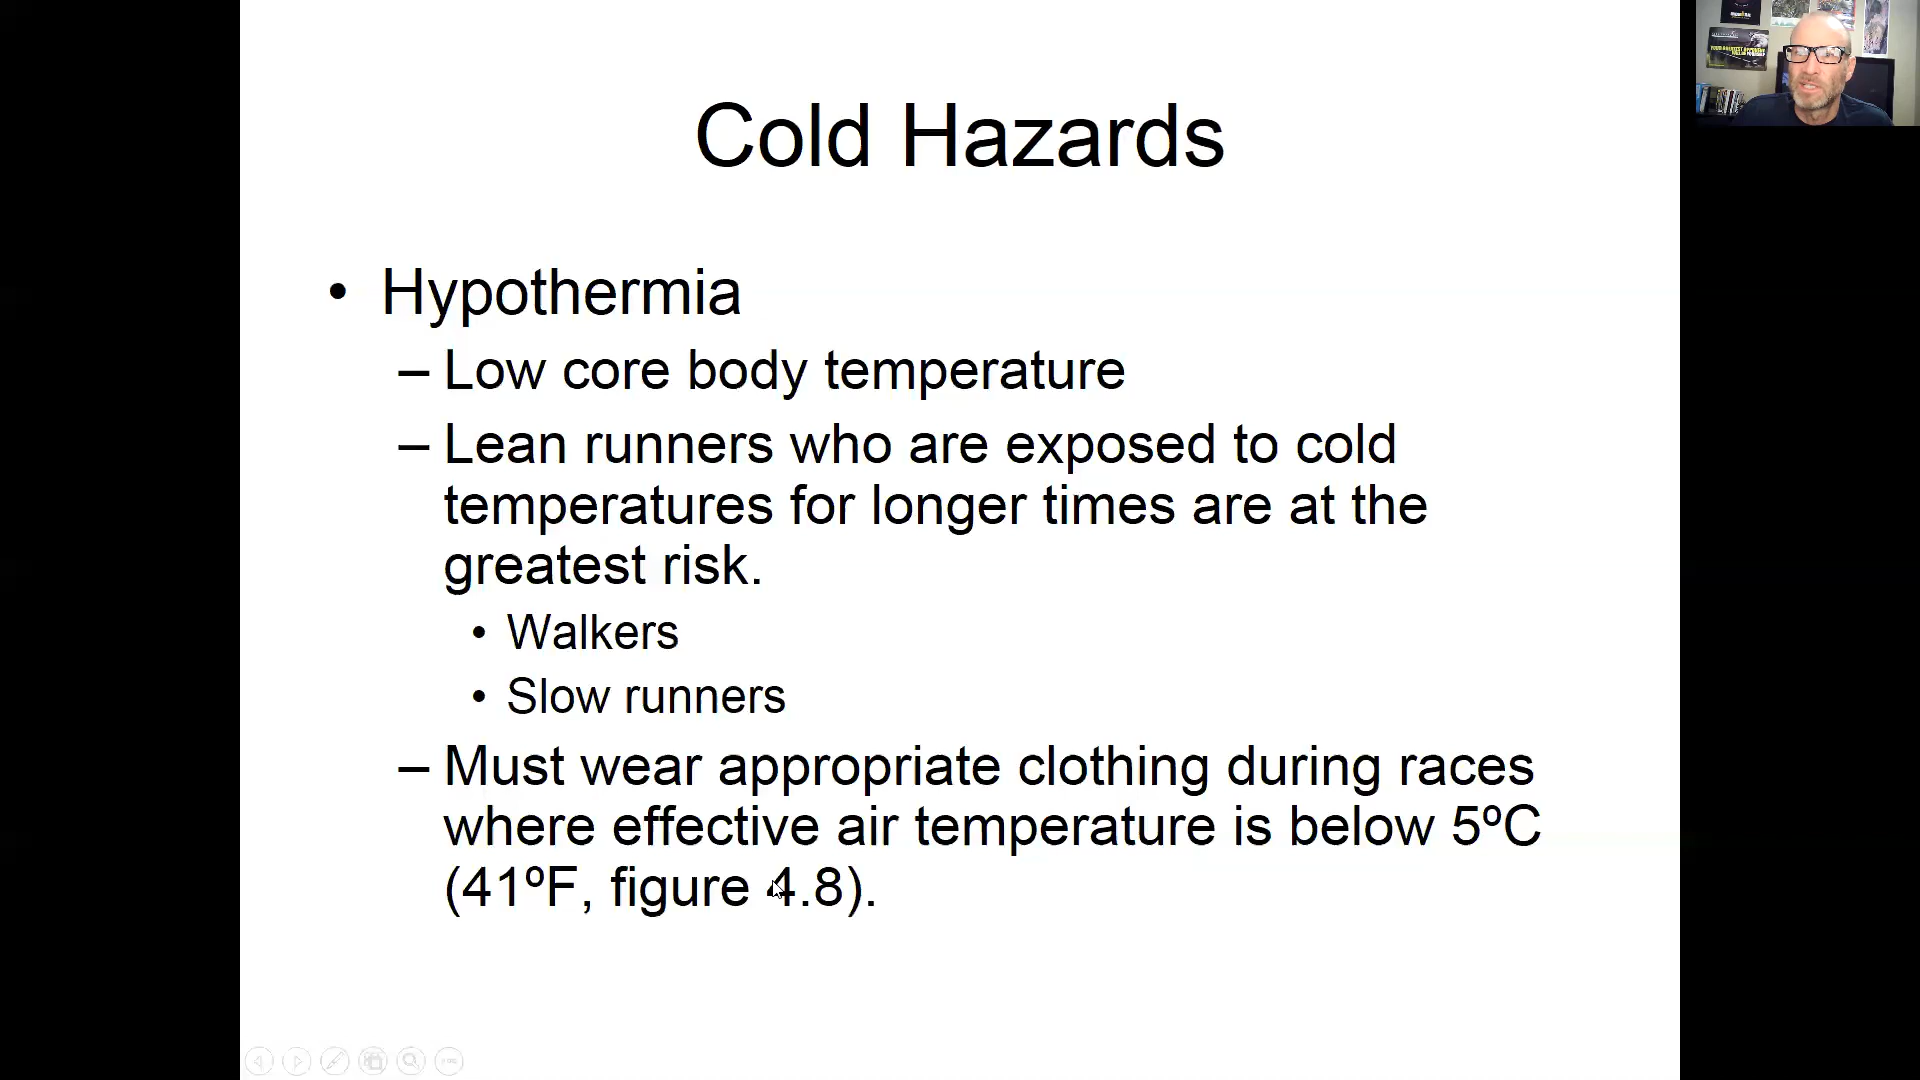 Cold Hazards
• Hypothermia
– Low core body temperature
– Lean runners who are exposed to cold
temperatures for longer times are at the
greatest risk.
• Walkers
• Slow runners
– Must wear appropriate clothing during races
where effective air temperature is below 5ºC
(41ºF, figure 4.8).